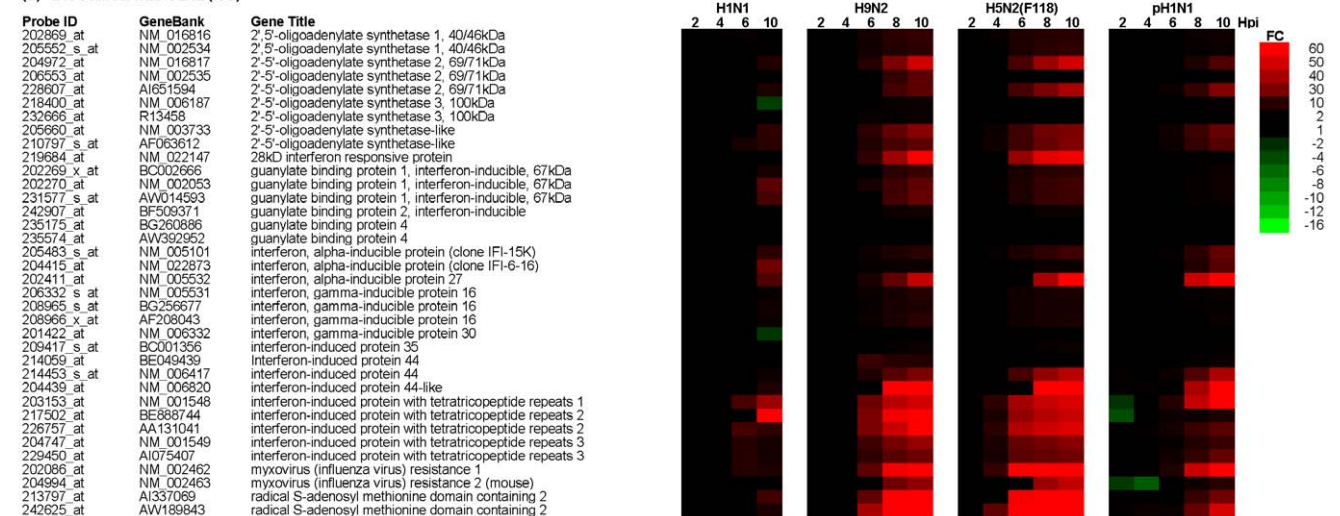 H1N1 H9N2 H5N2(F118) pH1N1
Probe ID GeneBank Gene Title 2 4 6 10 2 4 6 8 10 2 4 6 8 10 2 4 6 8 10 Hpi
202869_at NM_016816 2',5'-oligoadenylate synthetase 1, 40/46kDa FC
205552_s_at NM_002534 2',5'-oligoadenylate synthetase 1, 40/46kDa 60
204972_at NM_016817 2'-5'-oligoadenylate synthetase 2, 69/71kDa 50
206553_at NM_002535 2'-5'-oligoadenylate synthetase 2, 69/71kDa 40
228607_at AI651594 2'-5'-oligoadenylate synthetase 2, 69/71kDa 30
218400_at NM_006187 2'-5'-oligoadenylate synthetase 3, 100kDa 10
232666_at R13458 2'-5'-oligoadenylate synthetase 3, 100kDa 2
205660_at NM_003733 2'-5'-oligoadenylate synthetase-like 1
210797_s_at AF063612 2'-5'-oligoadenylate synthetase-like -2
219684_at NM_022147 28kD interferon responsive protein -4
202269_x_at BC002666 guanylate binding protein 1, interferon-inducible, 67kDa -6
202270_at NM_002053 guanylate binding protein 1, interferon-inducible, 67kDa -8
231577_s_at AW014593 guanylate binding protein 1, interferon-inducible, 67kDa -10
242907_at BF509371 guanylate binding protein 2, interferon-inducible -12
235175_at BG260886 guanylate binding protein 4 -16
235574_at AW392952 guanylate binding protein 4
205483_s_at NM_005101 interferon, alpha-inducible protein (clone IFI-15K)
204415_at NM_022873 interferon, alpha-inducible protein (clone IFI-6-16)
202411_at NM_005532 interferon, alpha-inducible protein 27
206332_s_at NM_005531 interferon, gamma-inducible protein 16
208965_s_at BG256677 interferon, gamma-inducible protein 16
208966_x_at AF208043 interferon, gamma-inducible protein 16
201422_at NM_006332 interferon, gamma-inducible protein 30
209417_s_at BC001356 interferon-induced protein 35
214059_at BE049439 Interferon-induced protein 44
214453_s_at NM_006417 interferon-induced protein 44
204439_at NM_006820 interferon-induced protein 44-like
203153_at NM_001548 interferon-induced protein with tetratricopeptide repeats 1
217502_at BE888744 interferon-induced protein with tetratricopeptide repeats 2
226757_at AA131041 interferon-induced protein with tetratricopeptide repeats 2
204747_at NM_001549 interferon-induced protein with tetratricopeptide repeats 3
229450_at AI075407 interferon-induced protein with tetratricopeptide repeats 3
202086_at NM_002462 myxovirus (influenza virus) resistance 1
204994_at NM_002463 myxovirus (influenza virus) resistance 2 (mouse)
213797_at AI337069 radical S-adenosyl methionine domain containing 2
242625_at AW189843 radical S-adenosyl methionine domain containing 2